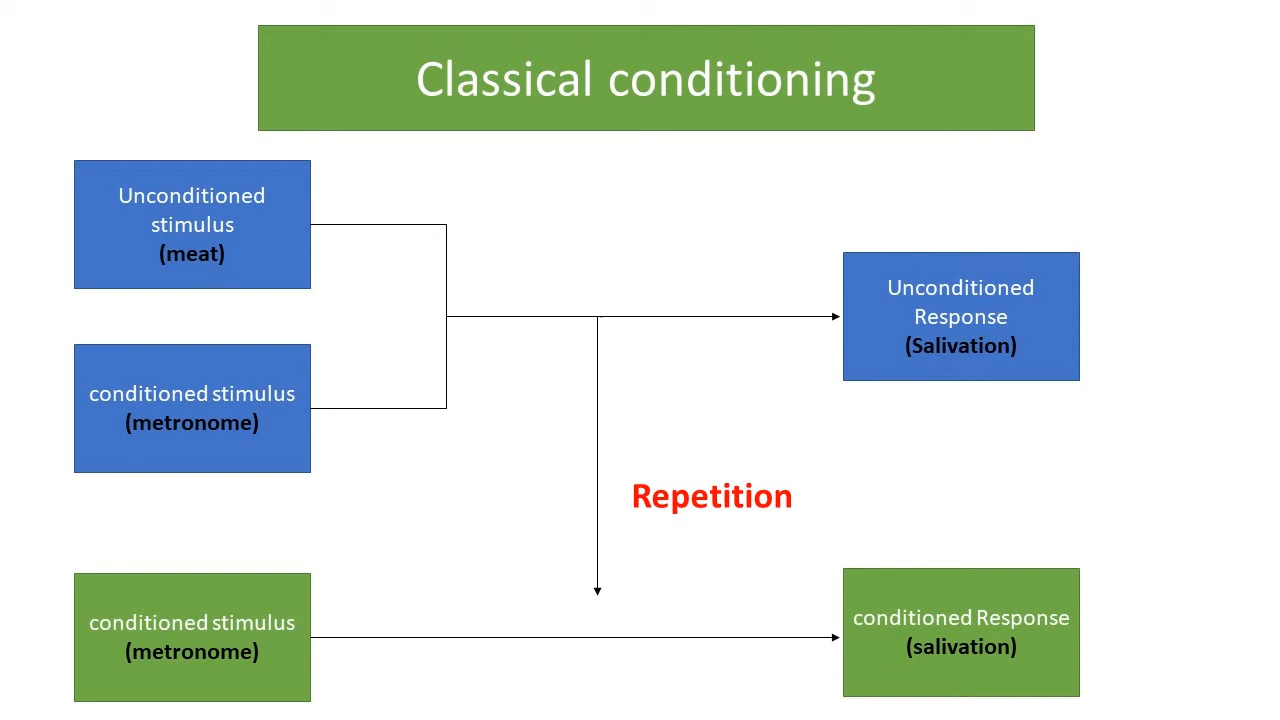 Classical conditioning
Unconditioned
stimulus
(meat)
Unconditioned
Response
(Salivation)
conditioned stimulus
(metronome)
Repetition
conditioned stimulus
(metronome)
conditioned Response
(salivation)